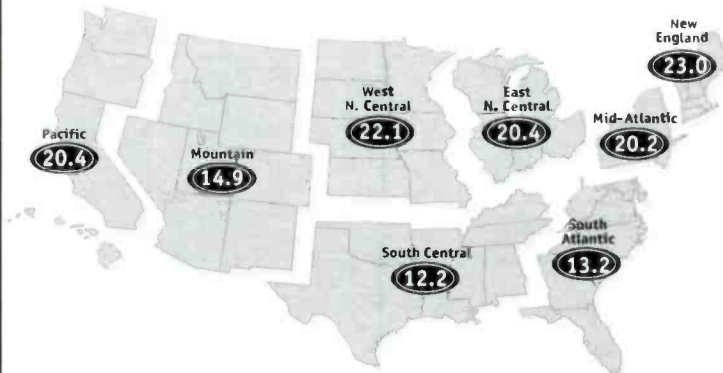 New
England
23.0
West
N. Central
22.1
East
N. Central
20.4
Mid-Atlantic
20.2
Pacific
20.4
Mountain
14.9
South
Atlantic
13.2
South Central
12.2